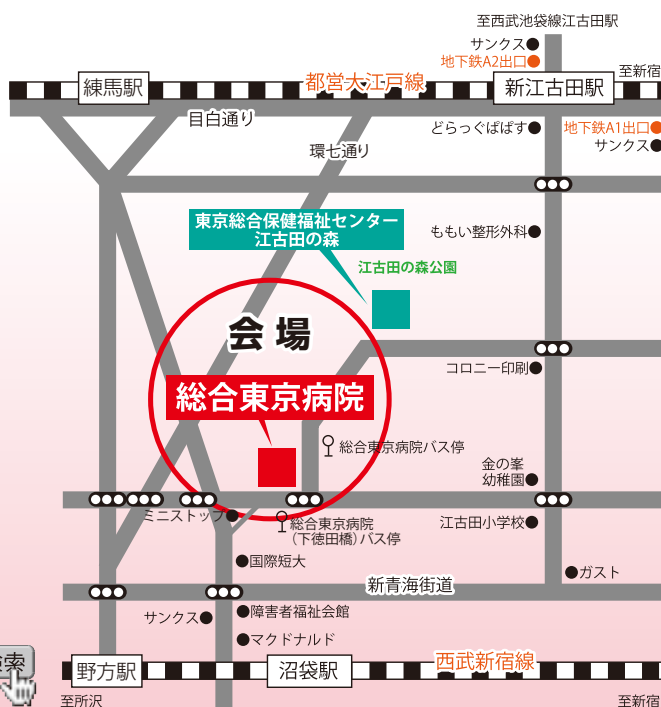 至西武池袋線江古田駅
サンクス
地下鉄A2出口
都営大江戸線
至新宿
練馬駅
新江古田駅
目白通り
どらっぐぱぱす
地下鉄A1出口
サンクス
環七通り
東京総合保健福祉センター
江古田の森
ももい整形外科
江古田の森公園
会場
コロニー印刷
総合東京病院
総合東京病院バス停
金の峯
幼稚園
ミニストップ
総合東京病院
(下徳田橋)バス停
江古田小学校
国際短大
ガスト
新青海街道
障害者福祉会館
サンクス
マクドナルド
西武新宿線
野方駅
沼袋駅
至所沢
至新宿